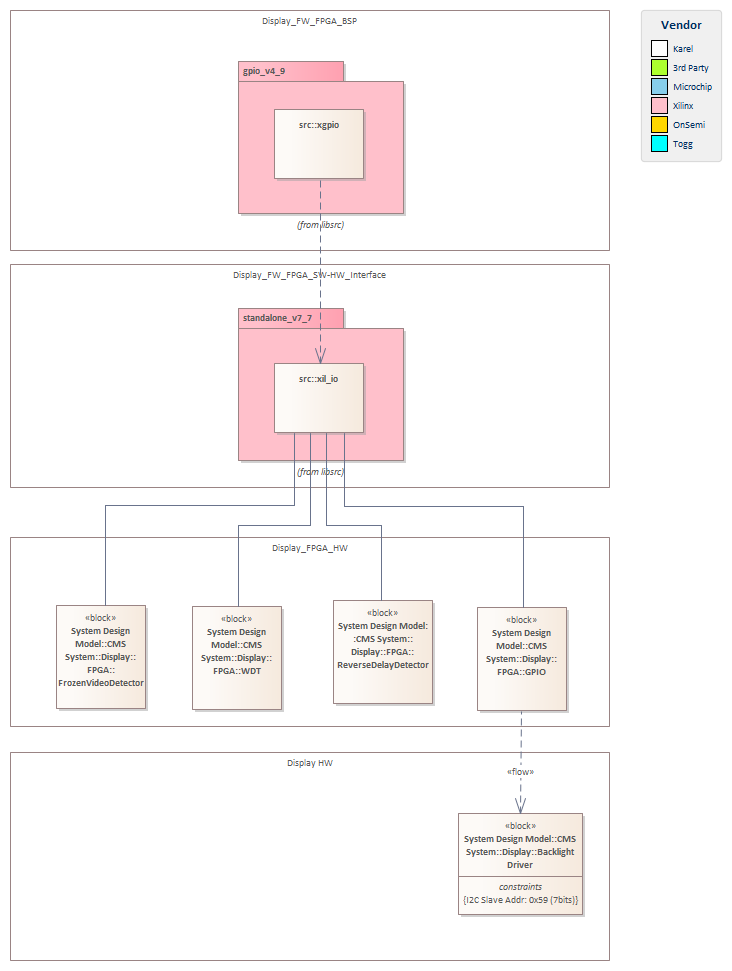 Display_FW_FPGA_BSP
gpio_v4_9
src::xgpio
(from libsrc)
Vendor
Karel
3rd Party
Microchip
Xilinx
OnSemi
Togg
Display_FW_FPGA_SW-HW_Interface
standalone_v7_7
src::xil_io
(from libsrc)
Display_FPGA_HW
«block»
System Design
Model::CMS
System::Display::
FPGA::
FrozenVideoDetector
«block»
System Design
Model::CMS
System::Display::
FPGA::WDT
«block»
System Design Model:
:CMS System::
Display::FPGA::
ReverseDelayDetector
«block»
System Design
Model::CMS
System::Display::
FPGA::GPIO
Display HW
«flow»
«block»
System Design Model::CMS
System::Display::Backlight
Driver
constraints
{I2C Slave Addr: 0x59 (7bits)}